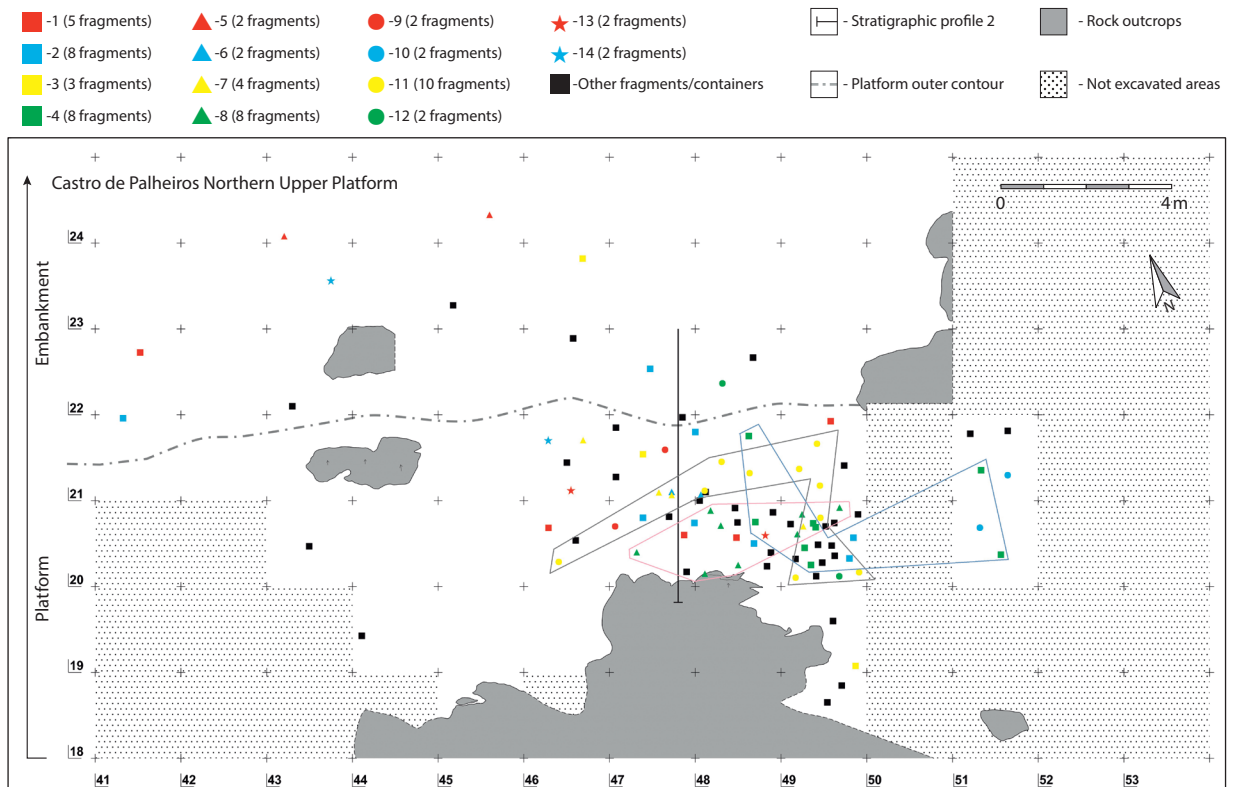 -1 (5 fragments) -5 (2 fragments) -9 (2 fragments) -13 (2 fragments) - Stratigraphic profile 2 - Rock outcrops
-2 (8 fragments) -6 (2 fragments) -10 (2 fragments) -14 (2 fragments)
-3 (3 fragments) -7 (4 fragments) -11 (10 fragments) -Other fragments/containers - Platform outer contour - Not excavated areas
-4 (8 fragments) -8 (8 fragments) -12 (2 fragments)
Castro de Palheiros Northern Upper Platform
0 4 m
24
N
Embankment
23
22
21
20
Platform
19
18
41 42 43 44 45 46 47 48 49 50 51 52 53